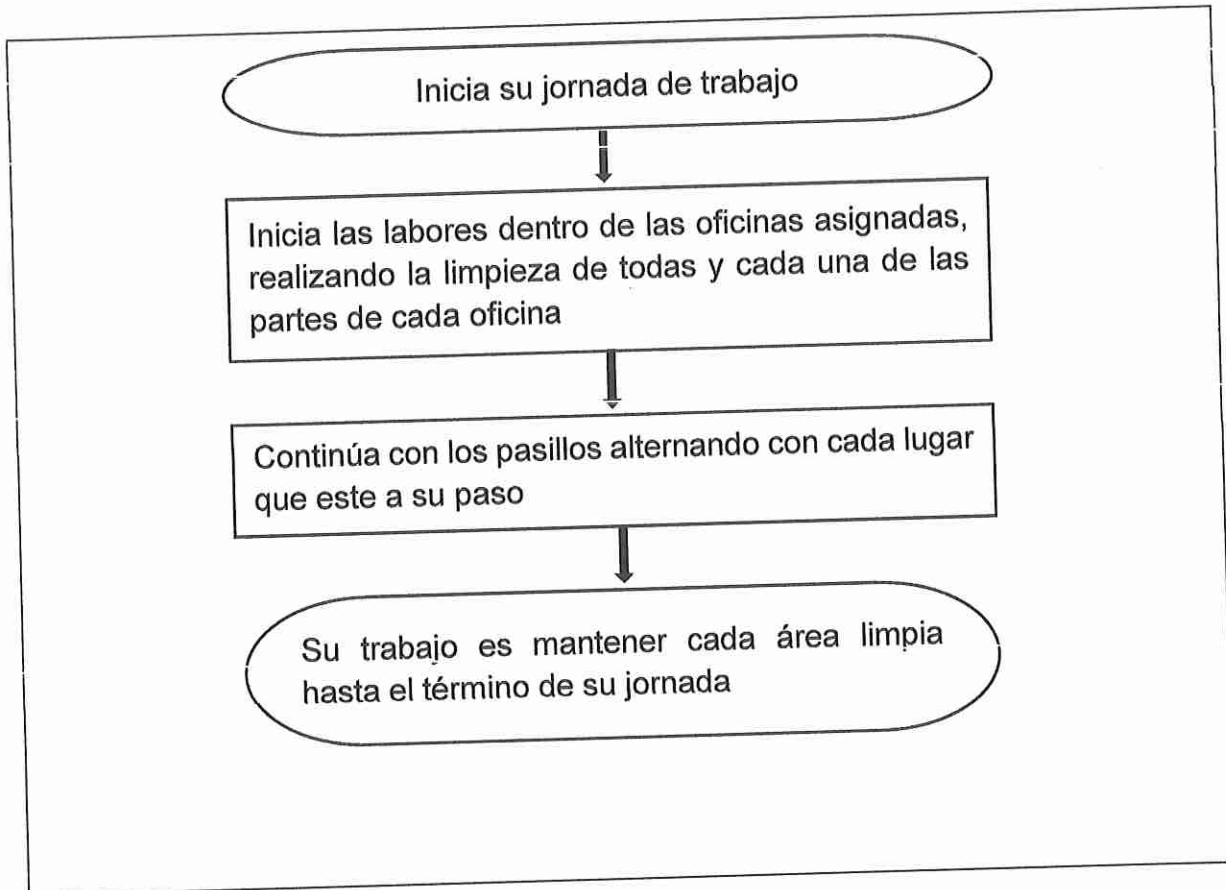 Inicia su jornada de trabajo
Inicia las labores dentro de las oficinas asignadas,
realizando la limpieza de todas y cada una de las
partes de cada oficina
Continúa con los pasillos alternando con cada lugar
que este a su paso
Su trabajo es mantener cada área limpia
hasta el término de su jornada